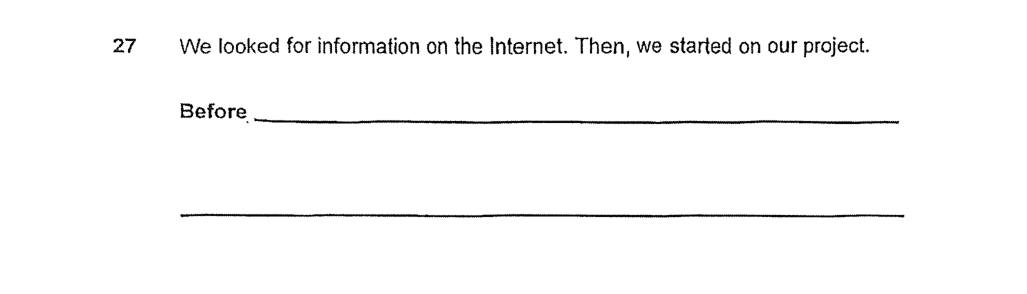 27 We looked for information on the Internet. Then, we started on our project.
Before